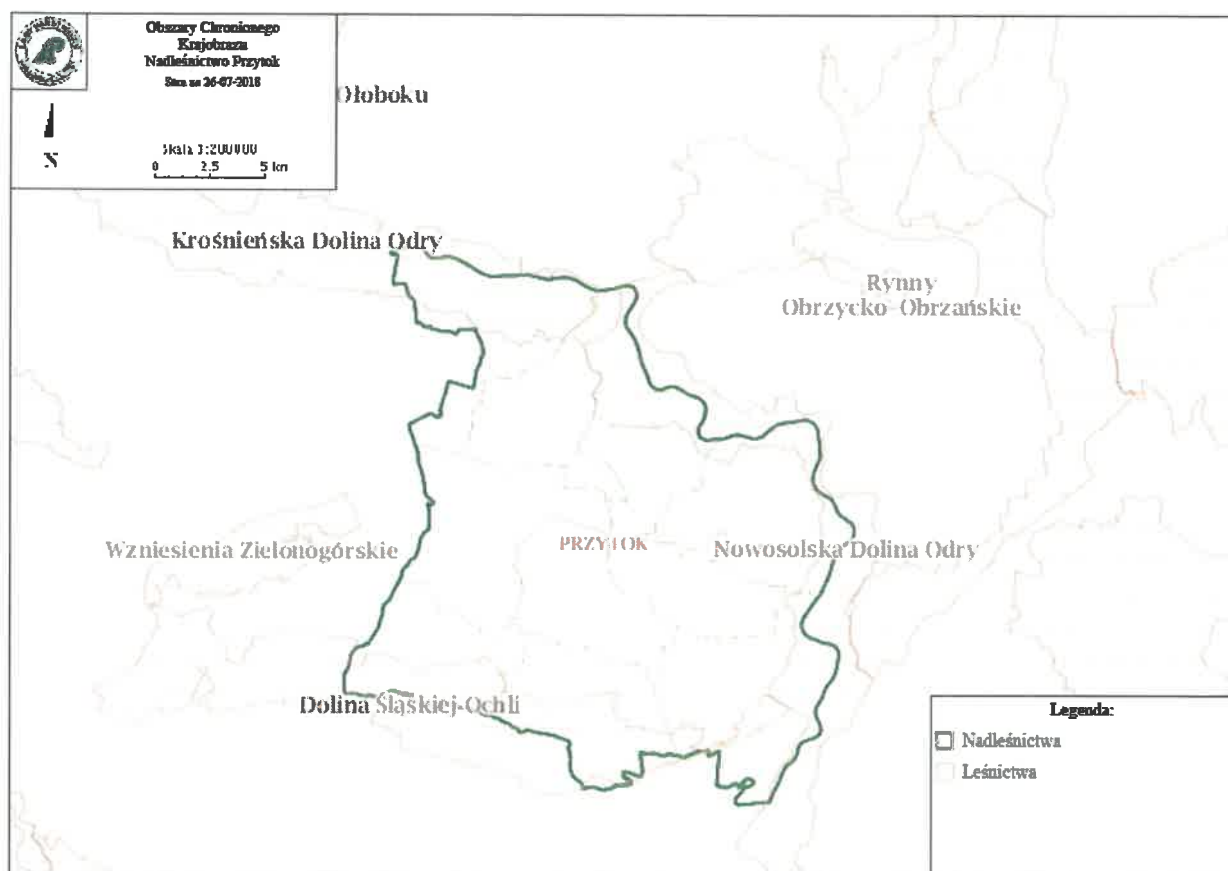 Obszary Chronionego
Krajobrazu
Nadleśnictwo Przytok
Stan na 26-07-2018
N
Skala 1:200000
0 2.5 5 km
Ołoboku
Krośnieńska Dolina Odry
Rynny
Obrzycko-Obrzańskie
Wzniesienia Zielonogórskie
PRZYTOK
Nowosolska Dolina Odry
Dolina Śląskiej-Ochli
Legenda:
Nadleśnictwa
Leśnictwa